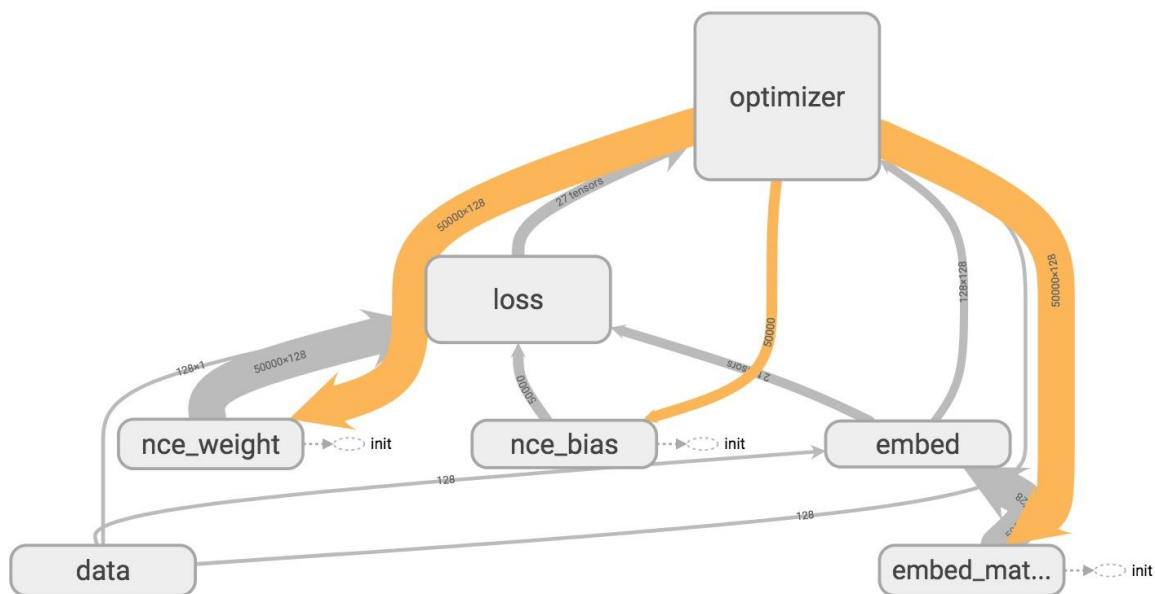 optimizer
27 tensors
50000×128
50000×128
128×128
loss
50000
128×1
50000×128
50000
nce_weight
init
nce_bias
init
embed
128
128
data
embed_mat...
init